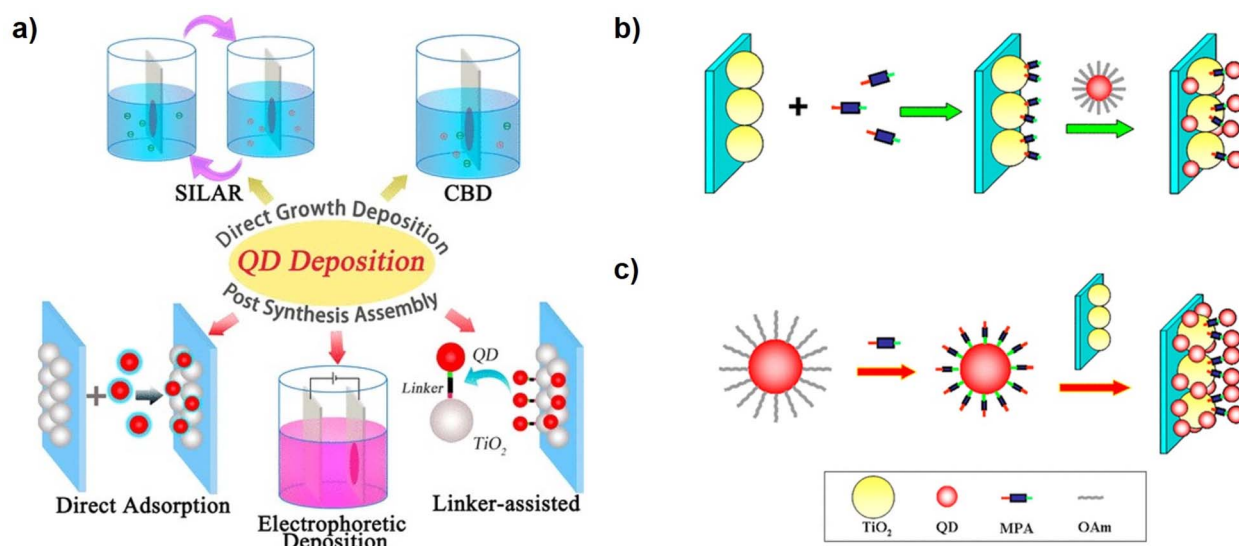 a)
SILAR
CBD
Direct Growth Deposition
QD Deposition
Post Synthesis Assembly
QD
Linker
TiO₂
Direct Adsorption
Electrophoretic
Deposition
Linker-assisted
b)
+
c)
TiO₂
QD
MPA
OAm